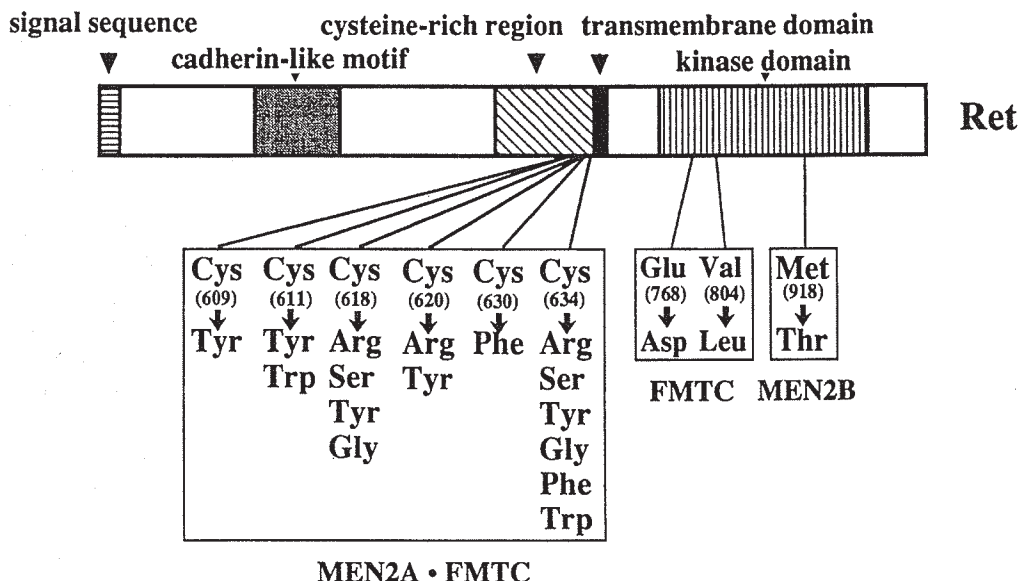 signal sequence
cysteine-rich region
transmembrane domain
cadherin-like motif
kinase domain
Ret
Cys Cys Cys Cys Cys Cys
(609) (611) (618) (620) (630) (634)
Tyr Tyr Arg Arg Phe Arg
Trp Ser Tyr Ser
Tyr Tyr
Gly Gly
Phe
Trp
MEN2A • FMTC
Glu Val
(768) (804)
Asp Leu
FMTC
Met
(918)
Thr
MEN2B